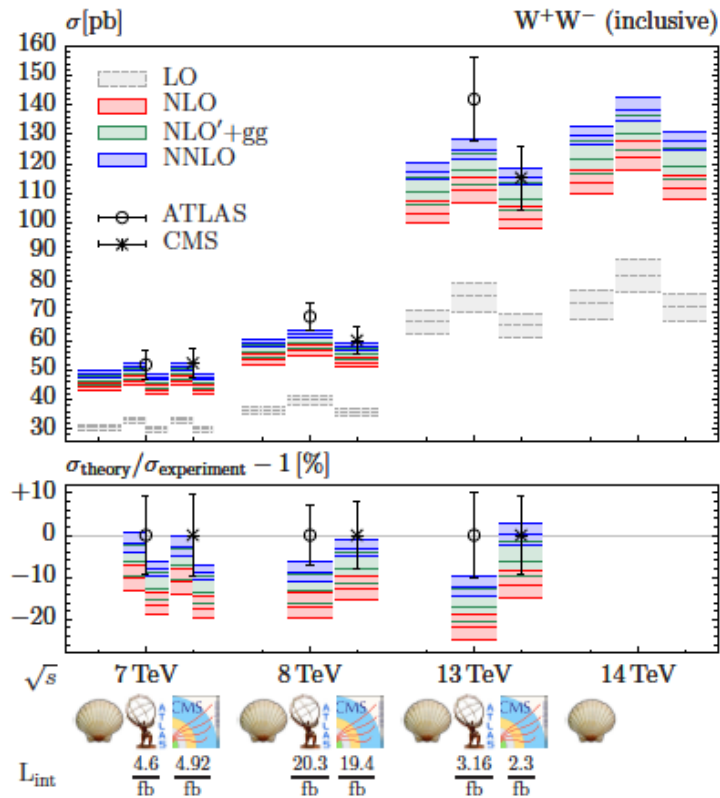 σ[pb] W⁺W⁻ (inclusive)
160
150
140
130
120
110
100
90
80
70
60
50
40
30
LO
NLO
NLO′+gg
NNLO
ATLAS
CMS
σtheory/σexperiment − 1 [%]
+10
0
−10
−20
√s 7 TeV 8 TeV 13 TeV 14 TeV
ATLAS CMS CMS ATLAS CMS
Lint 4.6/fb 4.92/fb 20.3/fb 19.4/fb 3.16/fb 2.3/fb